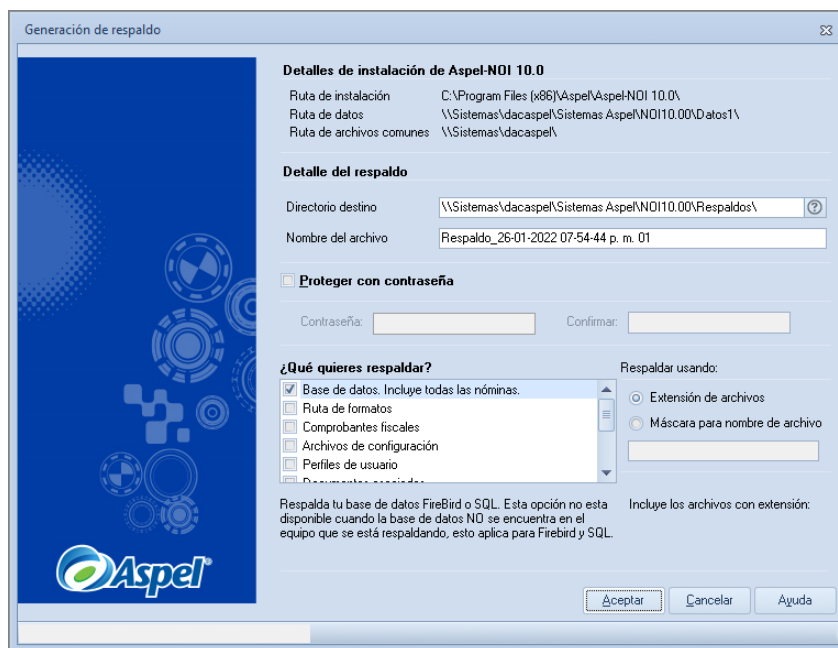 Generación de respaldo
Detalles de instalación de Aspel-NOI 10.0
Ruta de instalación C:\Program Files (x86)\Aspel\Aspel-NOI 10.0\
Ruta de datos \\Sistemas\dacaspel\Sistemas Aspel\NOI10.00\Datos1\
Ruta de archivos comunes \\Sistemas\dacaspel\
Detalle del respaldo
Directorio destino \\Sistemas\dacaspel\Sistemas Aspel\NOI10.00\Respaldos\
Nombre del archivo Respaldo_26-01-2022 07-54-44 p. m. 01
Proteger con contraseña
Contraseña: Confirmar:
¿Qué quieres respaldar? Respaldar usando:
Base de datos. Incluye todas las nóminas.
Ruta de formatos Extensión de archivos
Comprobantes fiscales Máscara para nombre de archivo
Archivos de configuración
Perfiles de usuario
Respalda tu base de datos FireBird o SQL. Esta opción no esta Incluye los archivos con extensión:
disponible cuando la base de datos NO se encuentra en el
equipo que se está respaldando, esto aplica para Firebird y SQL.
Aspel
Aceptar Cancelar Ayuda